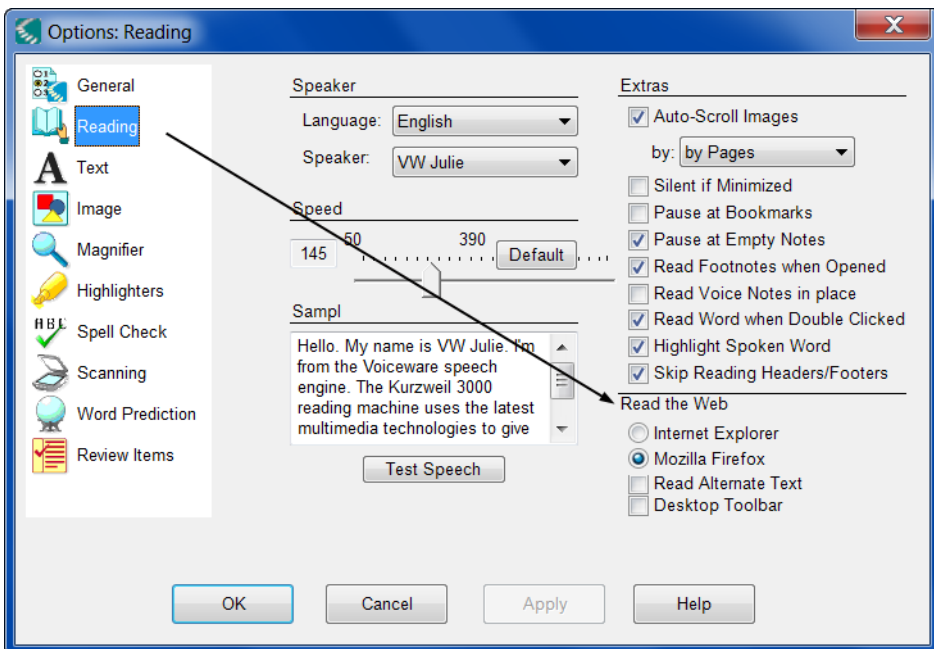 Options: Reading
X
General
Reading
A
Text
Image
Magnifier
Highlighters
ABC
Spell Check
Scanning
Word Prediction
Review Items
Speaker
Language: English
Speaker: VW Julie
Speed
50 390
145 Default
Sampl
Hello. My name is VW Julie. I'm
from the Voiceware speech
engine. The Kurzweil 3000
reading machine uses the latest
multimedia technologies to give
Test Speech
Extras
Auto-Scroll Images
by: by Pages
Silent if Minimized
Pause at Bookmarks
Pause at Empty Notes
Read Footnotes when Opened
Read Voice Notes in place
Read Word when Double Clicked
Highlight Spoken Word
Skip Reading Headers/Footers
Read the Web
Internet Explorer
Mozilla Firefox
Read Alternate Text
Desktop Toolbar
OK Cancel Apply Help